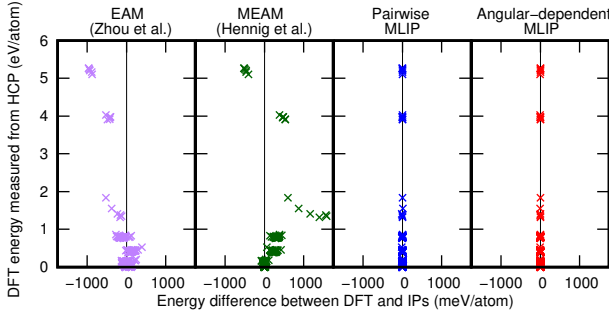 EAM
(Zhou et al.)
MEAM
(Hennig et al.)
Pairwise
MLIP
Angular−dependent
MLIP
DFT energy measured from HCP (eV/atom)
6
5
4
3
2
1
0
−1000 0 1000
−1000 0 1000
−1000 0 1000
−1000 0 1000
Energy difference between DFT and IPs (meV/atom)